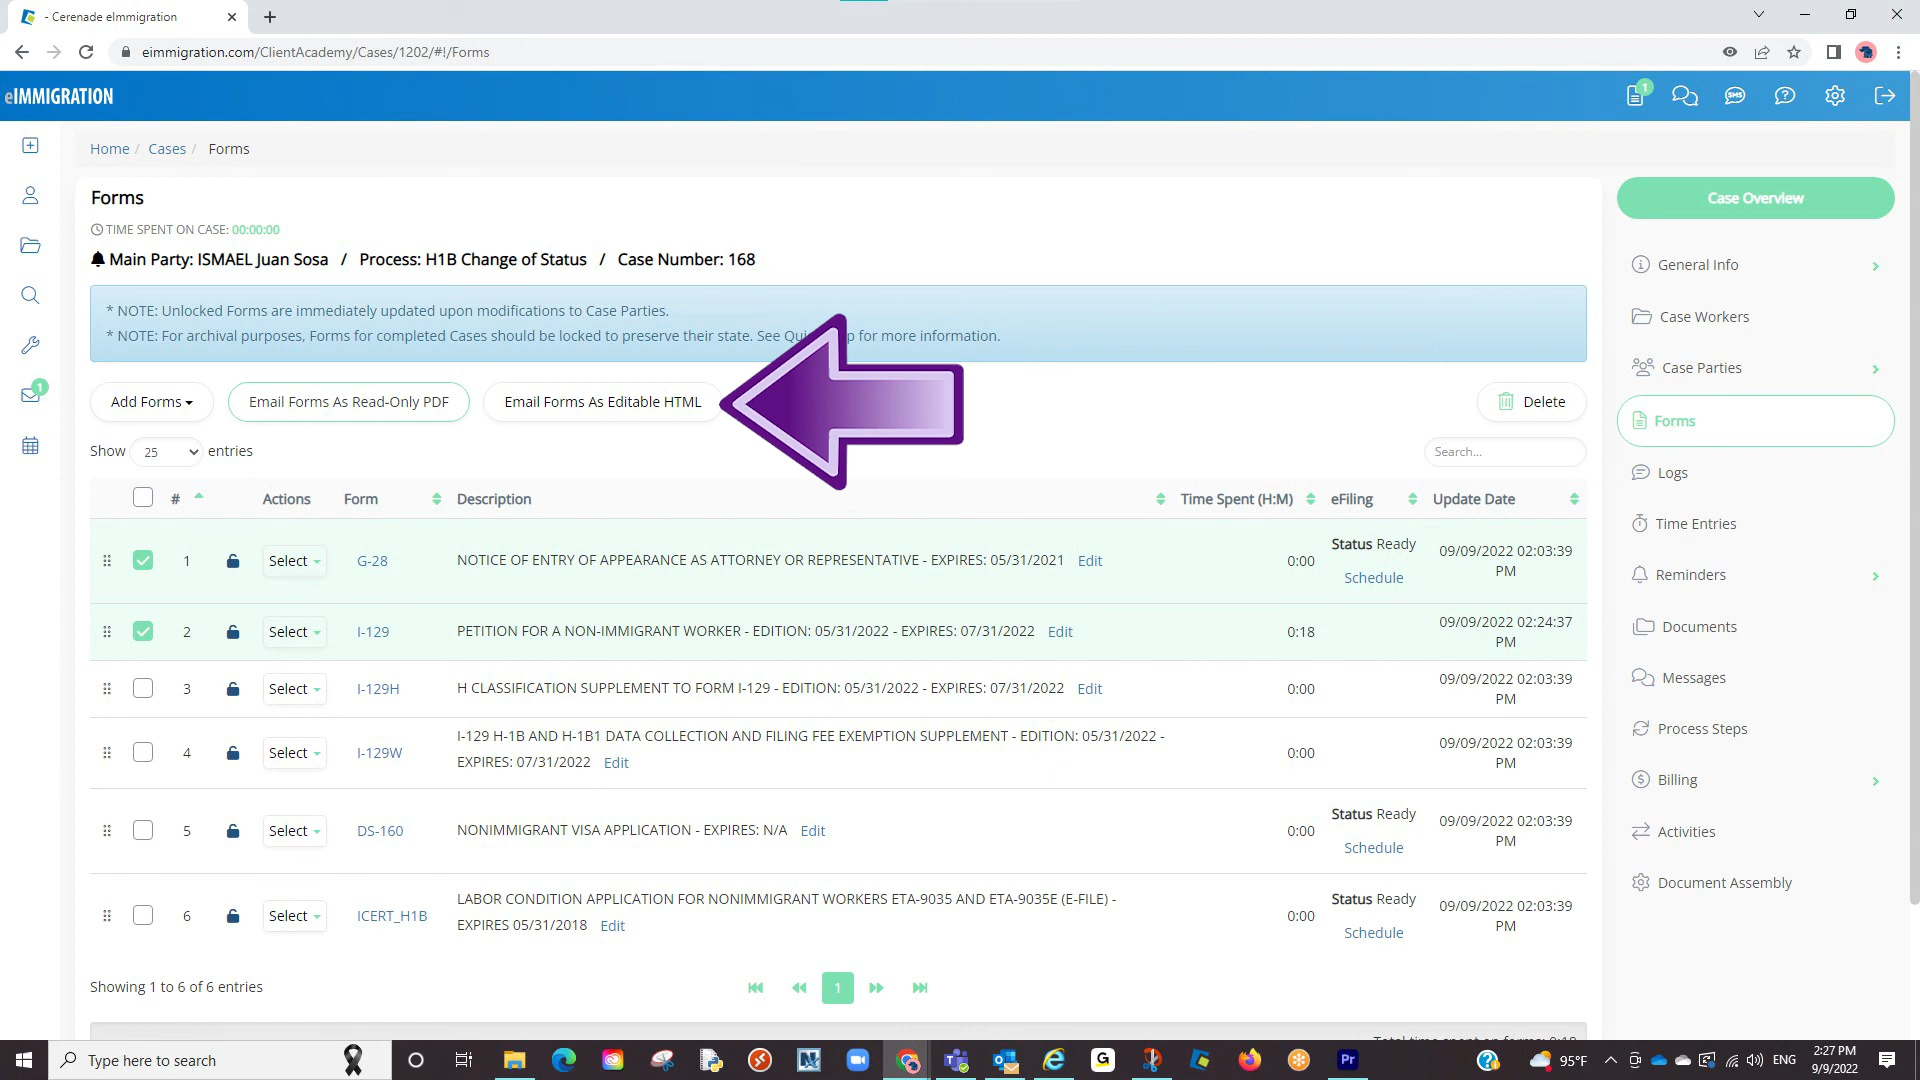 - Cerenade eImmigration
eimmigration.com/ClientAcademy/Cases/1202/#!/Forms
eIMMIGRATION
1
SMS
Home / Cases / Forms
Forms
TIME SPENT ON CASE: 00:00:00
Main Party: ISMAEL Juan Sosa / Process: H1B Change of Status / Case Number: 168
* NOTE: Unlocked Forms are immediately updated upon modifications to Case Parties.
* NOTE: For archival purposes, Forms for completed Cases should be locked to preserve their state. See Qui p for more information.
Add Forms
Email Forms As Read-Only PDF
Email Forms As Editable HTML
Delete
Show 25 entries
Search...
# Actions Form Description Time Spent (H:M) eFiling Update Date
1 Select G-28 NOTICE OF ENTRY OF APPEARANCE AS ATTORNEY OR REPRESENTATIVE - EXPIRES: 05/31/2021 Edit 0:00 Status Ready Schedule 09/09/2022 02:03:39 PM
2 Select I-129 PETITION FOR A NON-IMMIGRANT WORKER - EDITION: 05/31/2022 - EXPIRES: 07/31/2022 Edit 0:18 09/09/2022 02:24:37 PM
3 Select I-129H H CLASSIFICATION SUPPLEMENT TO FORM I-129 - EDITION: 05/31/2022 - EXPIRES: 07/31/2022 Edit 0:00 09/09/2022 02:03:39 PM
4 Select I-129W I-129 H-1B AND H-1B1 DATA COLLECTION AND FILING FEE EXEMPTION SUPPLEMENT - EDITION: 05/31/2022 -
EXPIRES: 07/31/2022 Edit 0:00 09/09/2022 02:03:39 PM
5 Select DS-160 NONIMMIGRANT VISA APPLICATION - EXPIRES: N/A Edit 0:00 Status Ready Schedule 09/09/2022 02:03:39 PM
6 Select ICERT_H1B LABOR CONDITION APPLICATION FOR NONIMMIGRANT WORKERS ETA-9035 AND ETA-9035E (E-FILE) -
EXPIRES 05/31/2018 Edit 0:00 Status Ready Schedule 09/09/2022 02:03:39 PM
Showing 1 to 6 of 6 entries
1
Total time spent on forms: 0:18
1
Case Overview
General Info
Case Workers
Case Parties
Forms
Logs
Time Entries
Reminders
Documents
Messages
Process Steps
Billing
Activities
Document Assembly
Type here to search
G
Pr
95°F
ENG
2:27 PM
9/9/2022